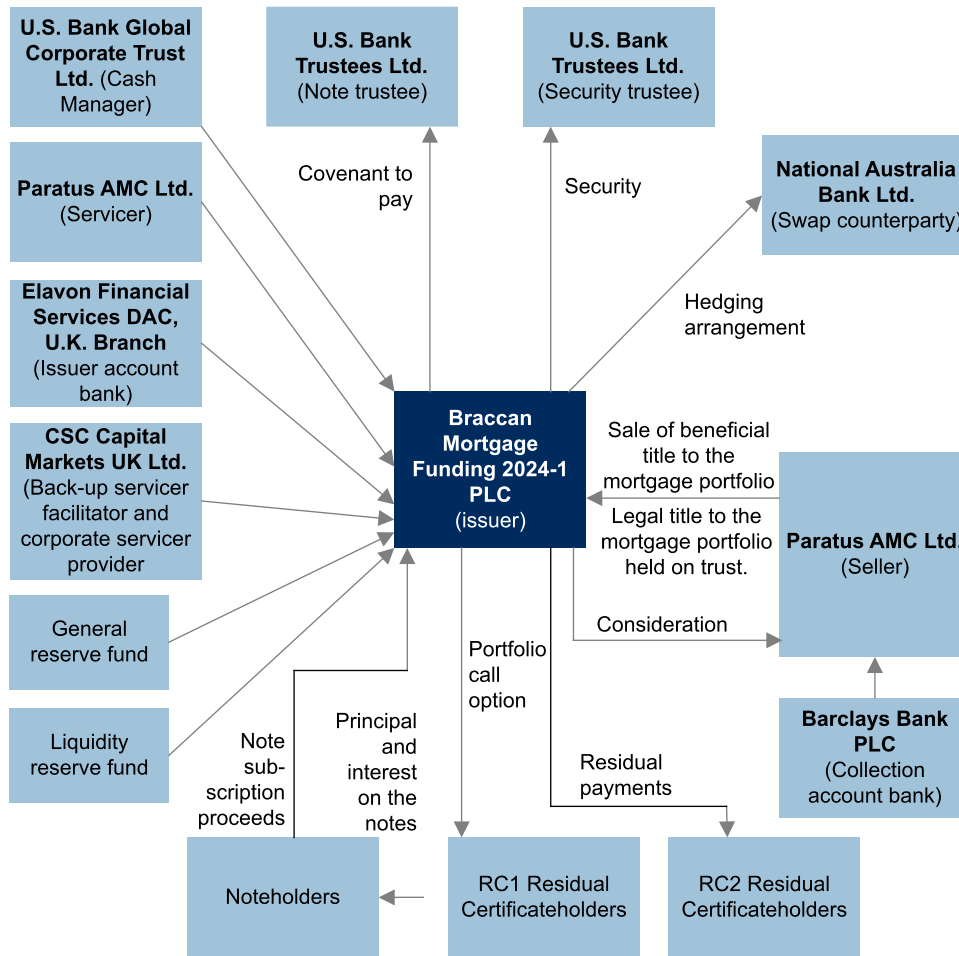 U.S. Bank Global
Corporate Trust
Ltd. (Cash
Manager)
U.S. Bank
Trustees Ltd.
(Note trustee)
U.S. Bank
Trustees Ltd.
(Security trustee)
Paratus AMC Ltd.
(Servicer)
Covenant to
pay
Security
National Australia
Bank Ltd.
(Swap counterparty)
Elavon Financial
Services DAC,
U.K. Branch
(Issuer account
bank)
Hedging
arrangement
CSC Capital
Markets UK Ltd.
(Back-up servicer
facilitator and
corporate servicer
provider
Braccan
Mortgage
Funding 2024-1
PLC
(issuer)
Sale of beneficial
title to the
mortgage portfolio
Legal title to the
mortgage portfolio
held on trust.
Paratus AMC Ltd.
(Seller)
General
reserve fund
Consideration
Portfolio
call
option
Liquidity
reserve fund
Note
sub-
scription
proceeds
Principal
and
interest
on the
notes
Residual
payments
Barclays Bank
PLC
(Collection
account bank)
Noteholders
RC1 Residual
Certificateholders
RC2 Residual
Certificateholders